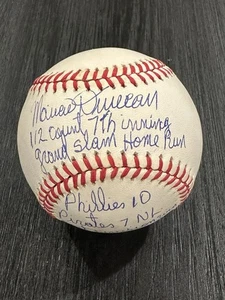 Mariano Duncan
1/2 count 7th inning
grand slam Home Run
Phillies 10
Pirates 7 NL